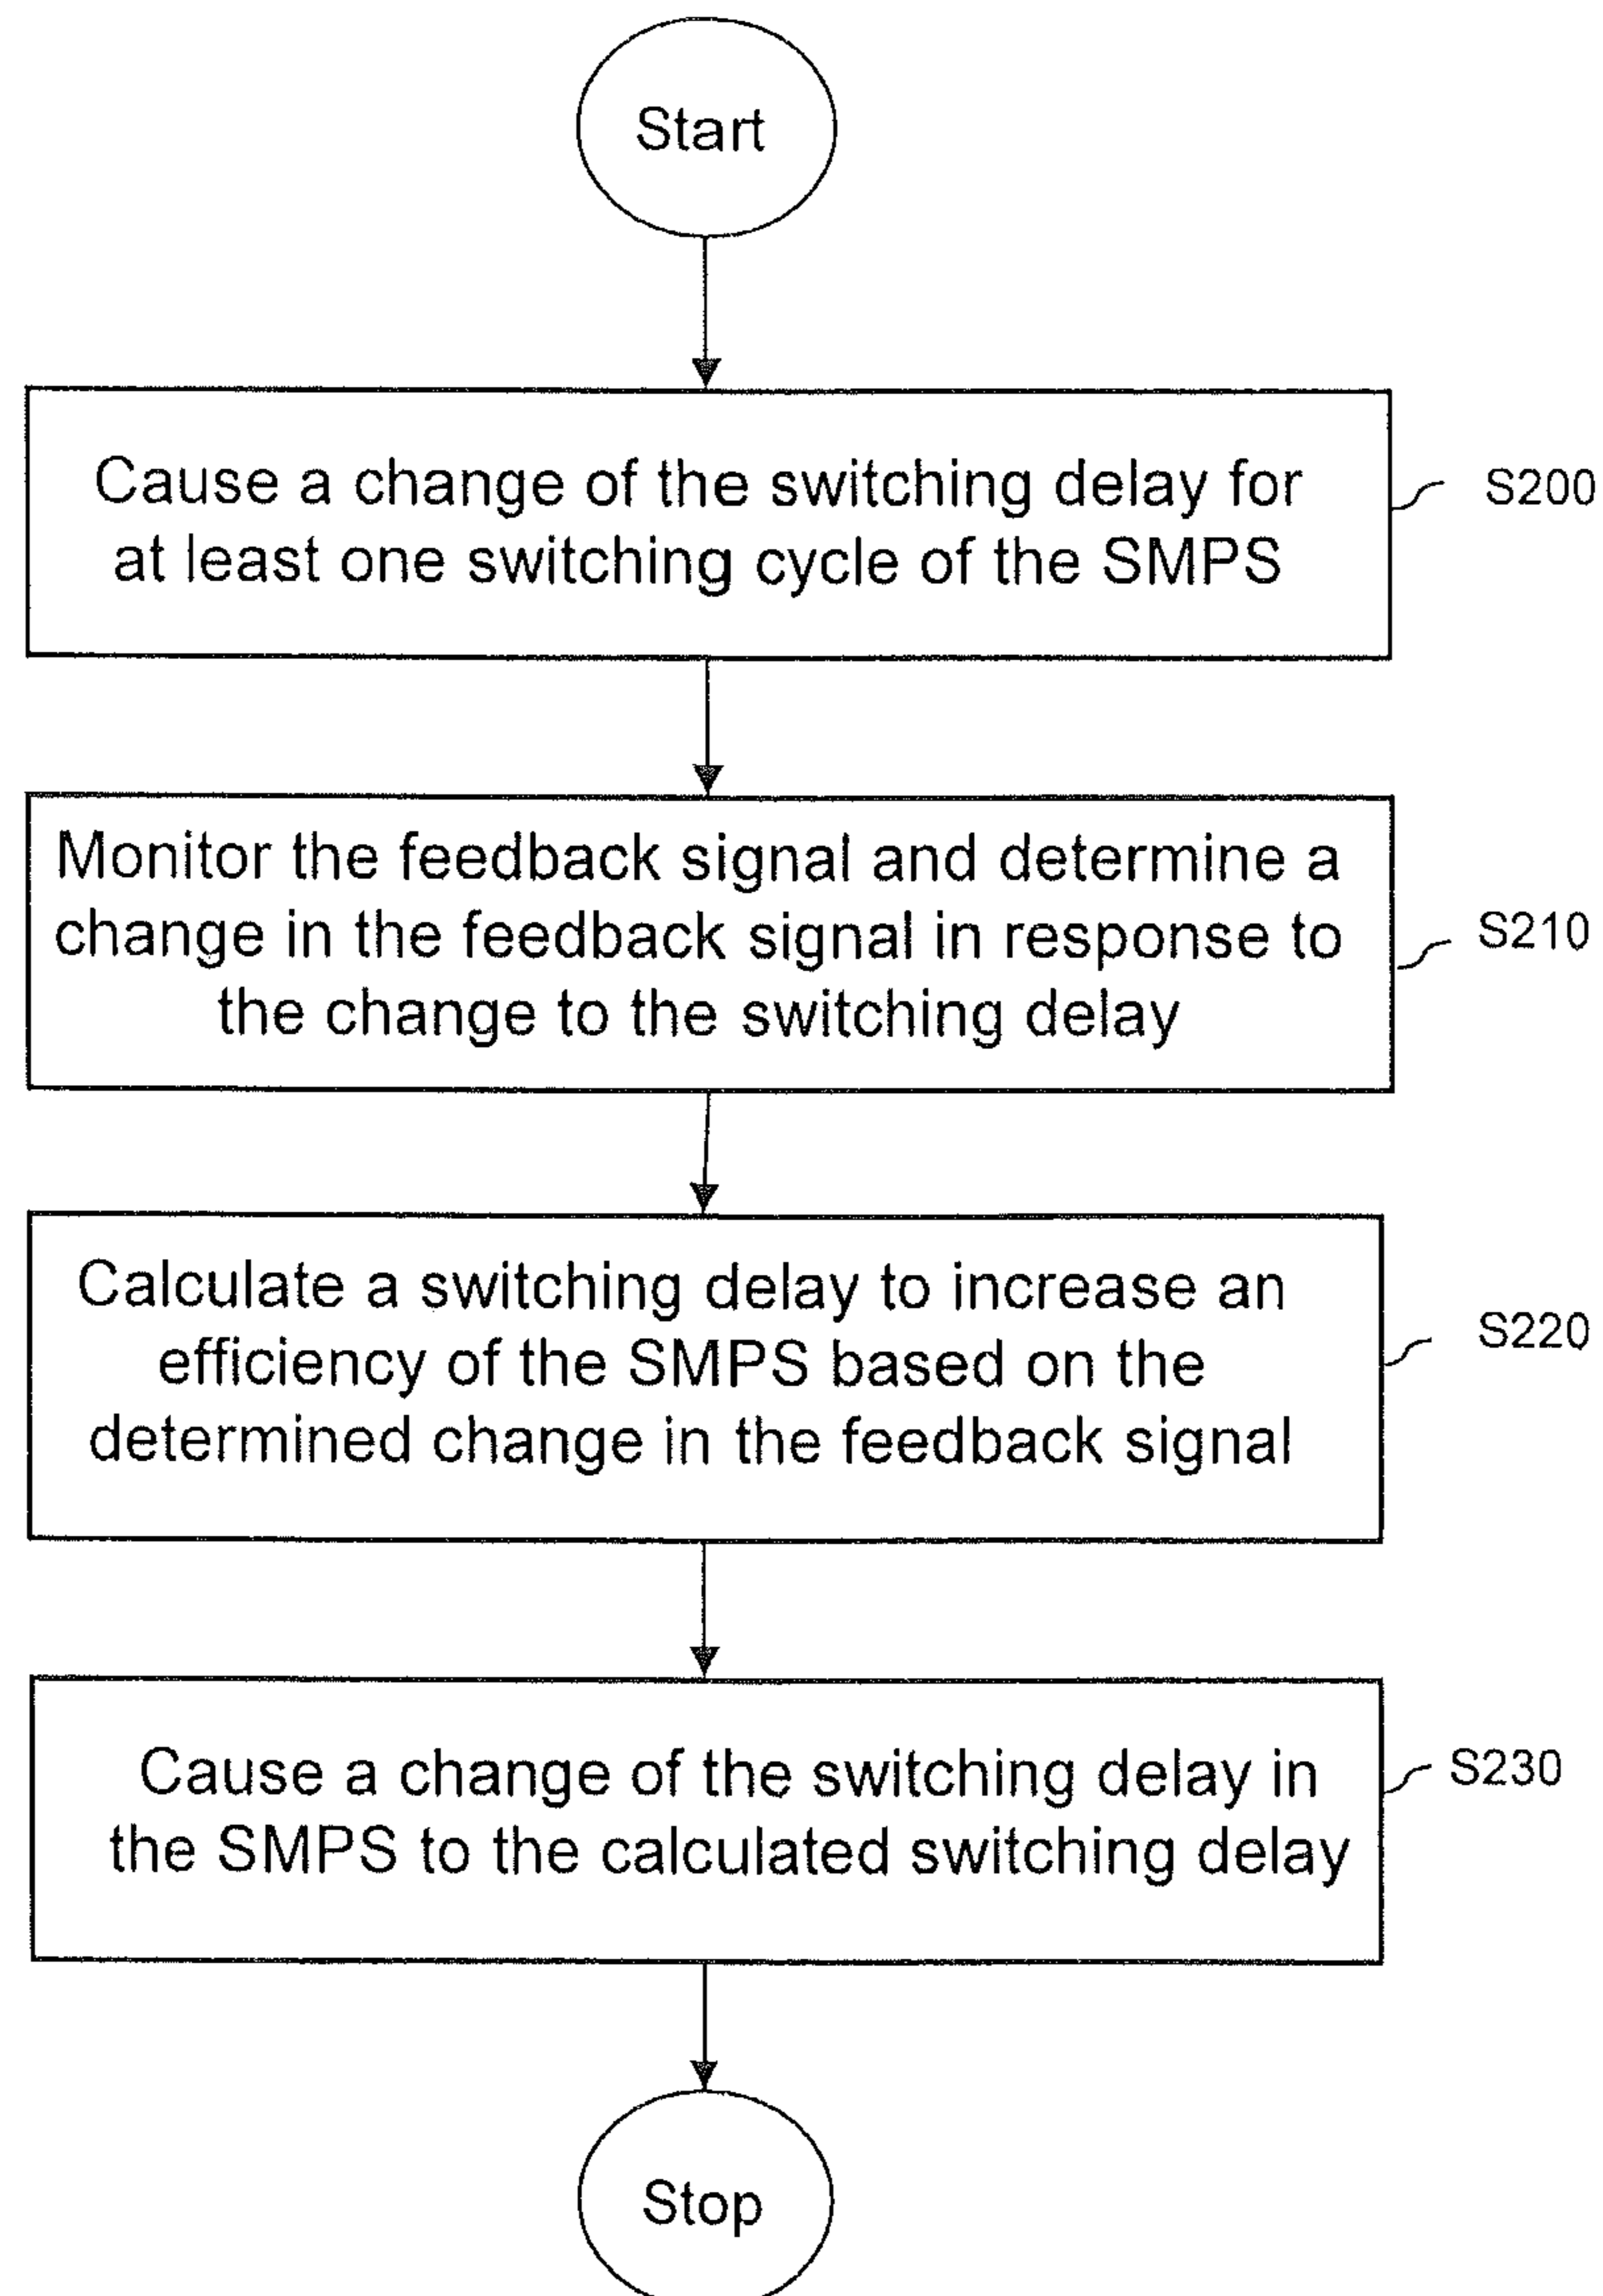 Start
Cause a change of the switching delay for
at least one switching cycle of the SMPS
S200
Monitor the feedback signal and determine a
change in the feedback signal in response to
the change to the switching delay
S210
Calculate a switching delay to increase an
efficiency of the SMPS based on the
determined change in the feedback signal
S220
Cause a change of the switching delay in
the SMPS to the calculated switching delay
S230
Stop